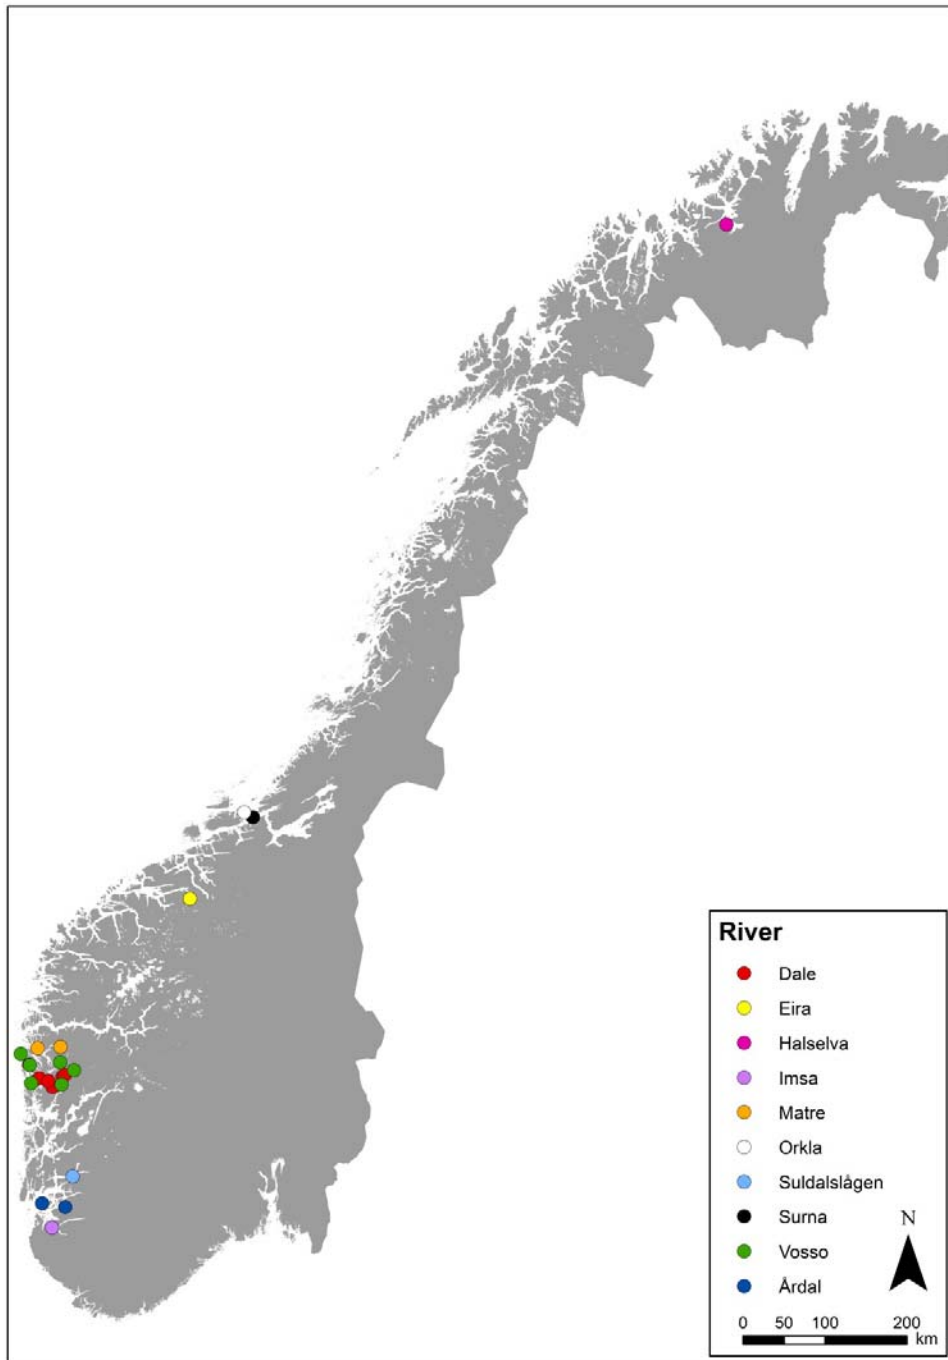 River
Dale
Eira
Halselva
Imsa
Matre
Orkla
Suldalslågen
Surna
Vosso
Årdal
N
0 50 100 200
km